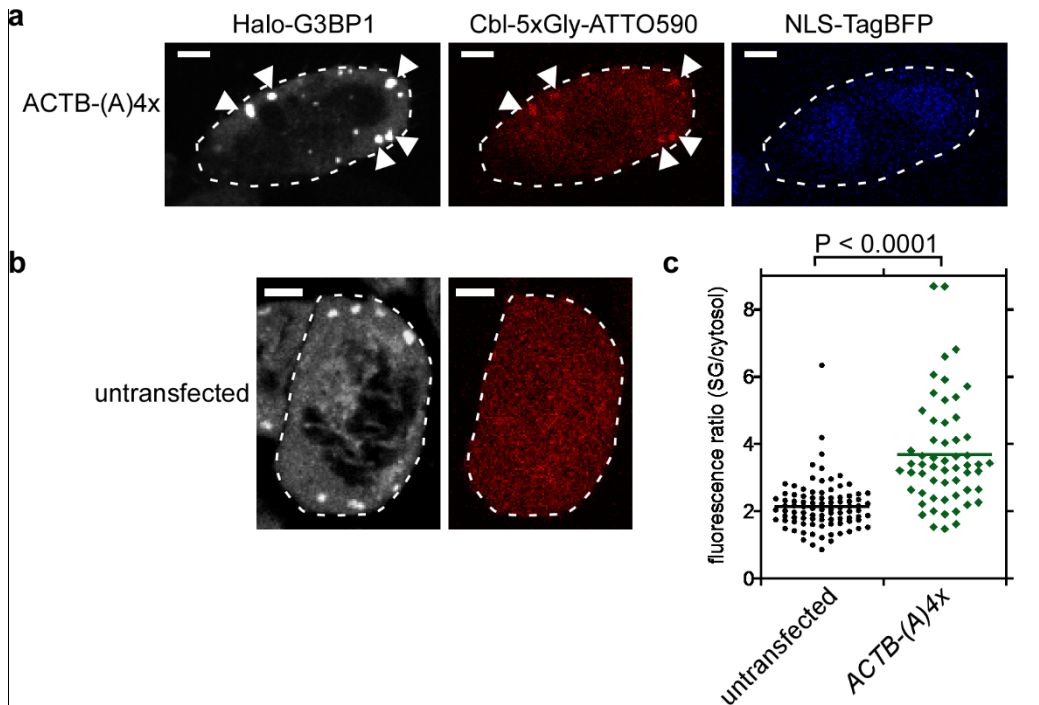 a
Halo-G3BP1 Cbl-5xGly-ATTO590 NLS-TagBFP
ACTB-(A)4x
b
untransfected
c
P < 0.0001
fluorescence ratio (SG/cytosol)
8
6
4
2
0
untransfected
ACTB-(A)4x